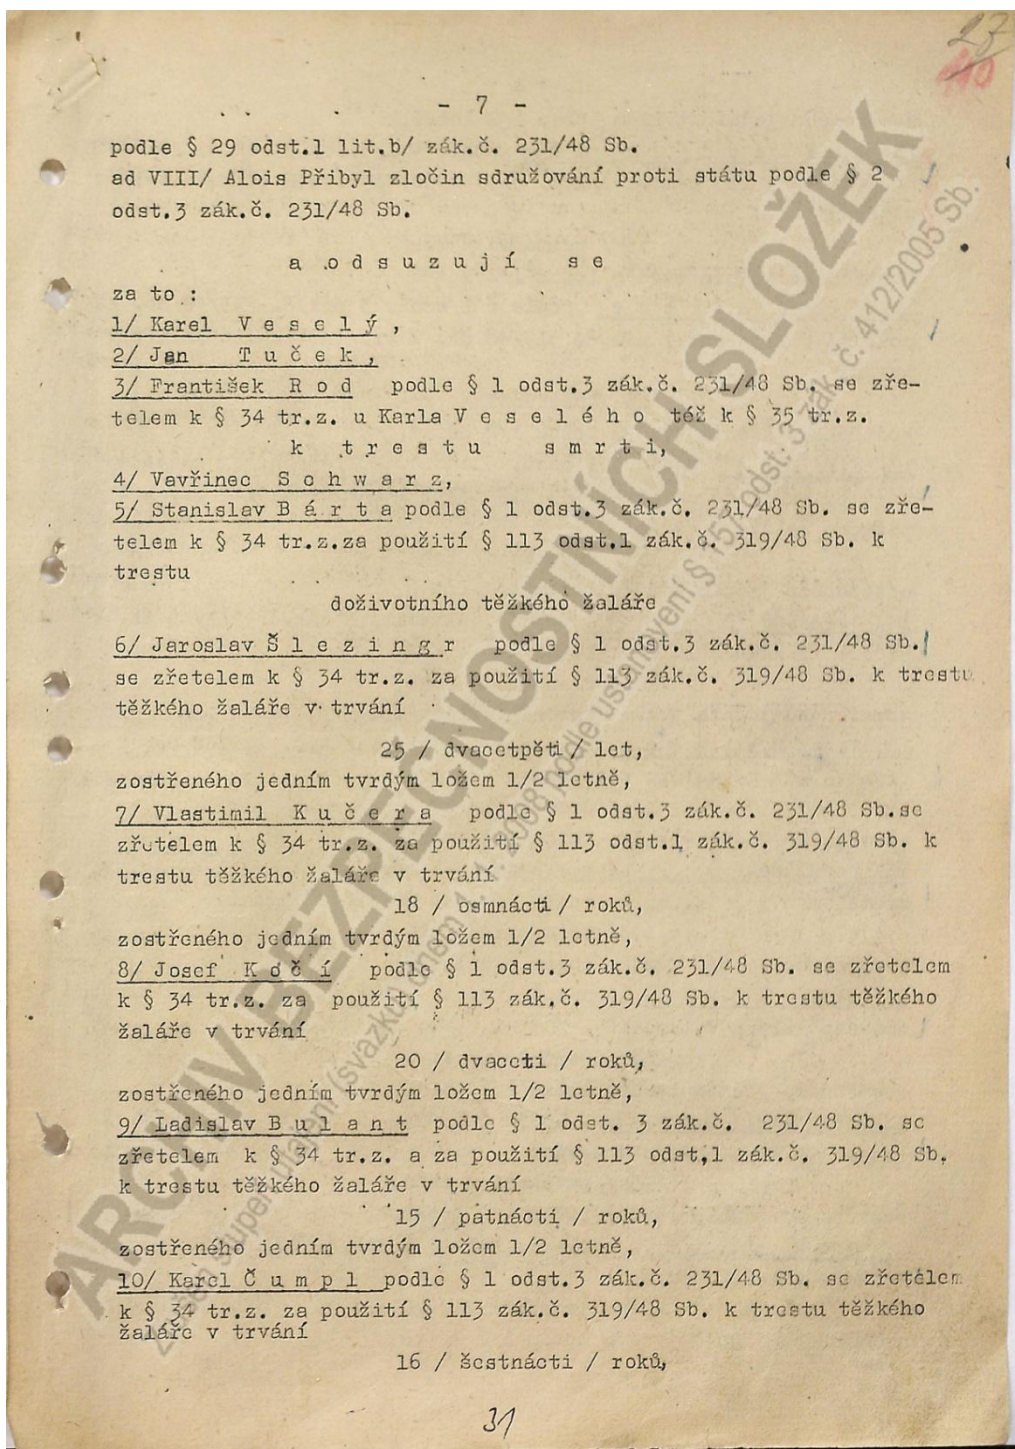 27
110
- 7 -
podle § 29 odst.1 lit.b/ zák.č. 231/48 Sb.
ad VIII/ Alois Přibyl zločin sdružování proti státu podle § 2
odst.3 zák.č. 231/48 Sb.
a odsuzují se
za to :
1/ Karel V e s e l ý ,
2/ Jan T u č e k ,
3/ František R o d podle § 1 odst.3 zák.č. 231/48 Sb. se zře-
telem k § 34 tr.z. u Karla V e s e l é h o též k § 35 tr.z.
k trestu smrti,
4/ Vavřinec S c h w a r z,
5/ Stanislav B á r t a podle § 1 odst.3 zák.č. 231/48 Sb. se zře-
telem k § 34 tr.z.za použití § 113 odst.1 zák.č. 319/48 Sb. k
trestu
doživotního těžkého žaláře
6/ Jaroslav Š l e z i n g r podle § 1 odst.3 zák.č. 231/48 Sb.
se zřetelem k § 34 tr.z. za použití § 113 zák.č. 319/48 Sb. k trestu
těžkého žaláře v trvání
25 / dvacetpěti / let,
zostřeného jedním tvrdým ložem 1/2 letně,
7/ Vlastimil K u č e r a podle § 1 odst.3 zák.č. 231/48 Sb.se
zřetelem k § 34 tr.z. za použití § 113 odst.1 zák.č. 319/48 Sb. k
trestu těžkého žaláře v trvání
18 / osmnácti / roků,
zostřeného jedním tvrdým ložem 1/2 letně,
8/ Josef K o č í podle § 1 odst.3 zák.č. 231/48 Sb. se zřetelem
k § 34 tr.z. za použití § 113 zák.č. 319/48 Sb. k trestu těžkého
žaláře v trvání
20 / dvaceti / roků,
zostřeného jedním tvrdým ložem 1/2 letně,
9/ Ladislav B u l a n t podle § 1 odst. 3 zák.č. 231/48 Sb. se
zřetelem k § 34 tr.z. a za použití § 113 odst,1 zák.č. 319/48 Sb.
k trestu těžkého žaláře v trvání
15 / patnácti / roků,
zostřeného jedním tvrdým ložem 1/2 letně,
10/ Karel Č u m p l podle § 1 odst.3 zák.č. 231/48 Sb. se zřetelem
k § 34 tr.z. za použití § 113 zák.č. 319/48 Sb. k trestu těžkého
žaláře v trvání
16 / šestnácti / roků,
31
ARCHIV BEZPEČNOSTNÍCH SLOŽEK